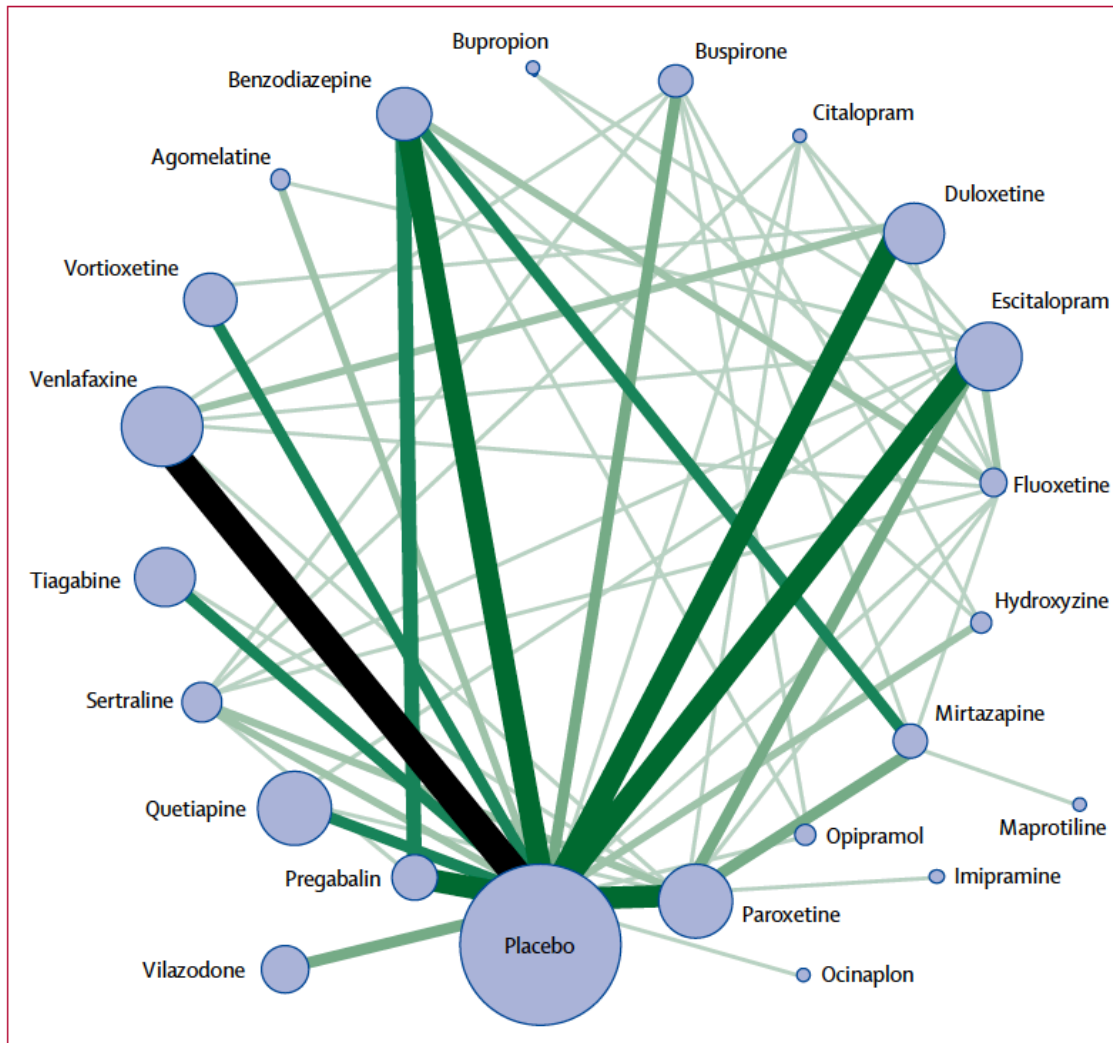 Bupropion
Buspirone
Benzodiazepine
Citalopram
Agomelatine
Duloxetine
Vortioxetine
Escitalopram
Venlafaxine
Fluoxetine
Tiagabine
Hydroxyzine
Sertraline
Mirtazapine
Quetiapine
Maprotiline
Opipramol
Pregabalin
Imipramine
Paroxetine
Placebo
Vilazodone
Ocinaplon